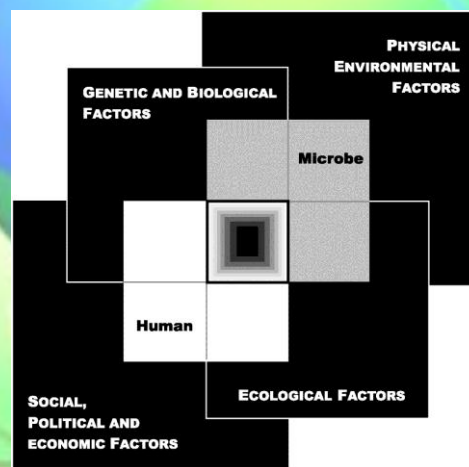 PHYSICAL
ENVIRONMENTAL
FACTORS
GENETIC AND BIOLOGICAL
FACTORS
Microbe
Human
ECOLOGICAL FACTORS
SOCIAL,
POLITICAL AND
ECONOMIC FACTORS